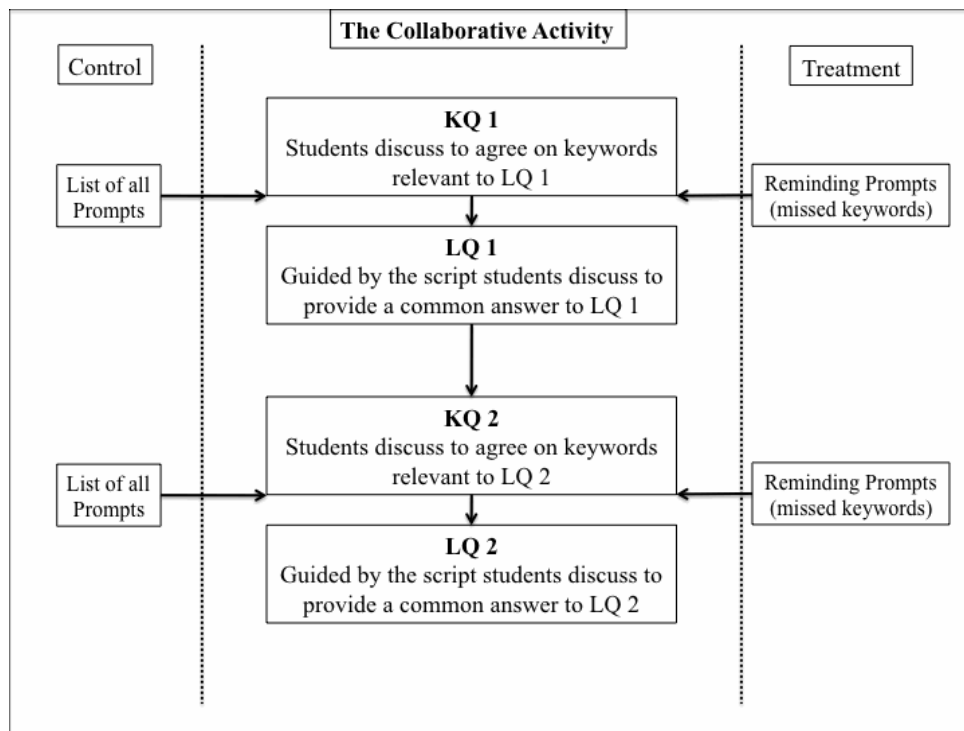 The Collaborative Activity
Control
Treatment
KQ 1
Students discuss to agree on keywords
relevant to LQ 1
List of all
Prompts
Reminding Prompts
(missed keywords)
LQ 1
Guided by the script students discuss to
provide a common answer to LQ 1
KQ 2
Students discuss to agree on keywords
relevant to LQ 2
List of all
Prompts
Reminding Prompts
(missed keywords)
LQ 2
Guided by the script students discuss to
provide a common answer to LQ 2